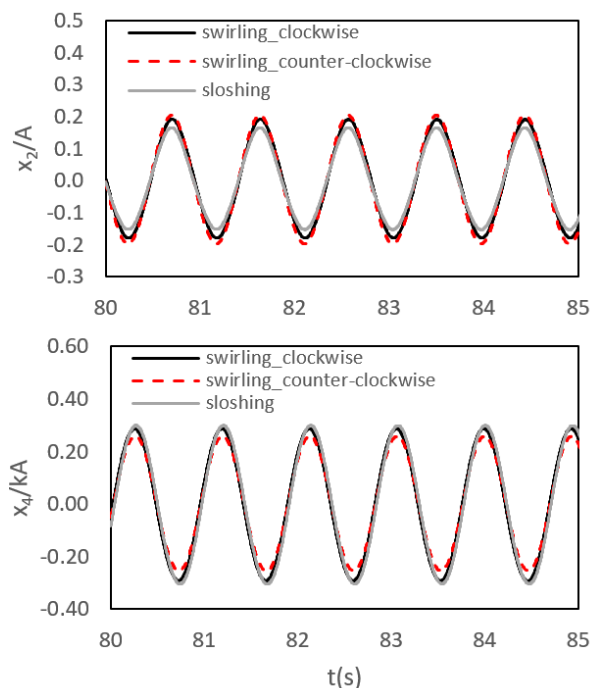 0.5
swirling_clockwise
0.4
swirling_counter-clockwise
0.3
sloshing
0.2
x₂/A
0.1
0.0
-0.1
-0.2
-0.3
80 81 82 83 84 85
0.60
swirling_clockwise
swirling_counter-clockwise
0.40
sloshing
0.20
x₄/kA
0.00
-0.20
-0.40
80 81 82 83 84 85
t(s)